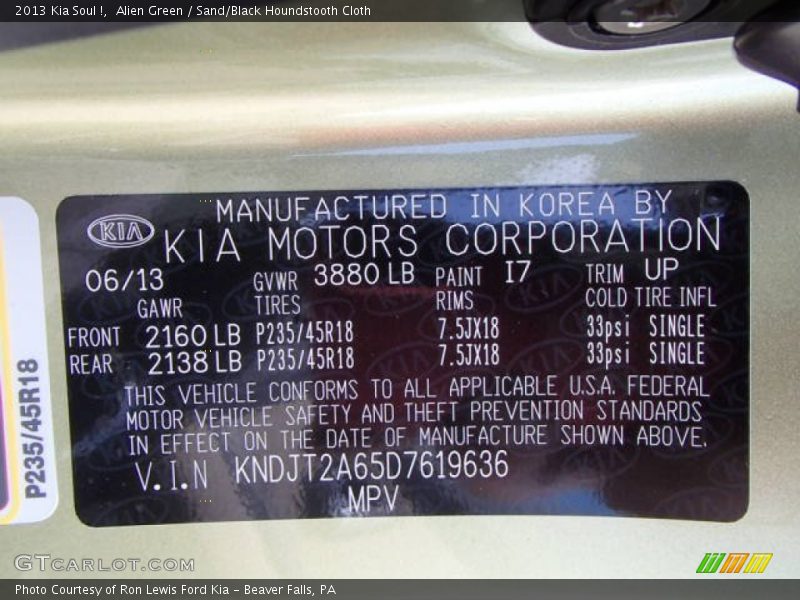 2013 Kia Soul !,  Alien Green / Sand/Black Houndstooth Cloth
MANUFACTURED IN KOREA BY
KIA KIA MOTORS CORPORATION
06/13 GVWR 3880 LB PAINT I7 TRIM UP
GAWR TIRES RIMS COLD TIRE INFL
FRONT 2160 LB P235/45R18 7.5JX18 33psi SINGLE
REAR 2138 LB P235/45R18 7.5JX18 33psi SINGLE
THIS VEHICLE CONFORMS TO ALL APPLICABLE U.S.A. FEDERAL
MOTOR VEHICLE SAFETY AND THEFT PREVENTION STANDARDS
IN EFFECT ON THE DATE OF MANUFACTURE SHOWN ABOVE.
V.I.N KNDJT2A65D7619636
MPV
P235/45R18
GTCARLOT.COM
Photo Courtesy of Ron Lewis Ford Kia – Beaver Falls, PA